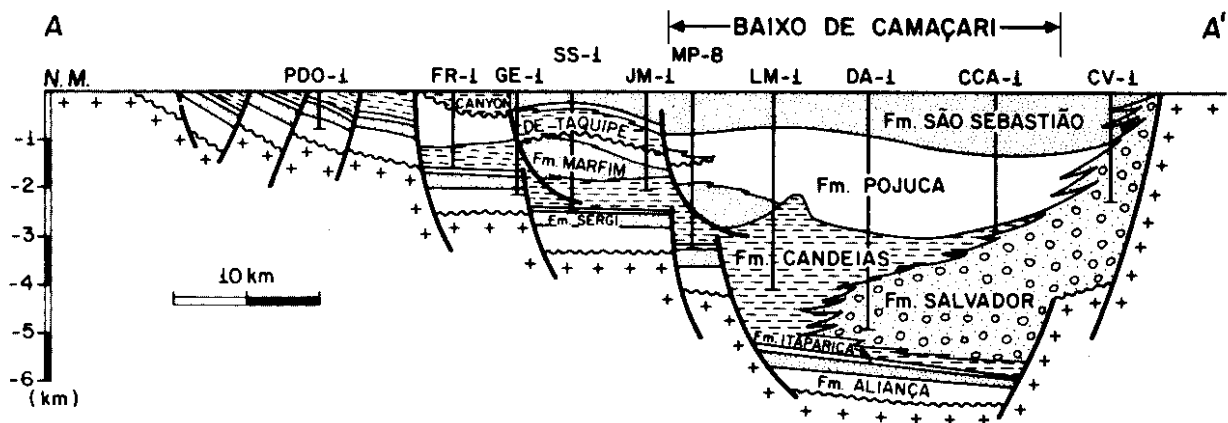 A BAIXO DE CAMAÇARI A'
SS-1 MP-8
N.M. PDO-1 FR-1 GE-1 JM-1 LM-1 DA-1 CCA-1 CV-1
CANYON
DE TAQUIPE
Fm. SÃO SEBASTIÃO
-1
Fm. MARFIM
Fm. POJUCA
-2
Fm. SERGI
-3
Fm. CANDEIAS
10 km
-4
Fm. SALVADOR
-5
Fm. ITAPARICA
-6
Fm. ALIANÇA
(km)